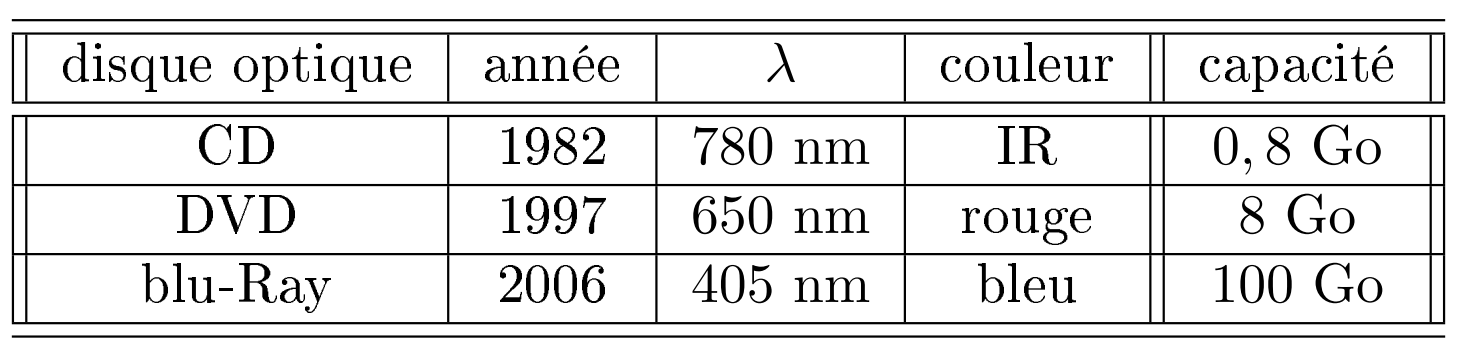 disque optique année λ couleur capacité
CD 1982 780 nm IR 0,8 Go
DVD 1997 650 nm rouge 8 Go
blu-Ray 2006 405 nm bleu 100 Go